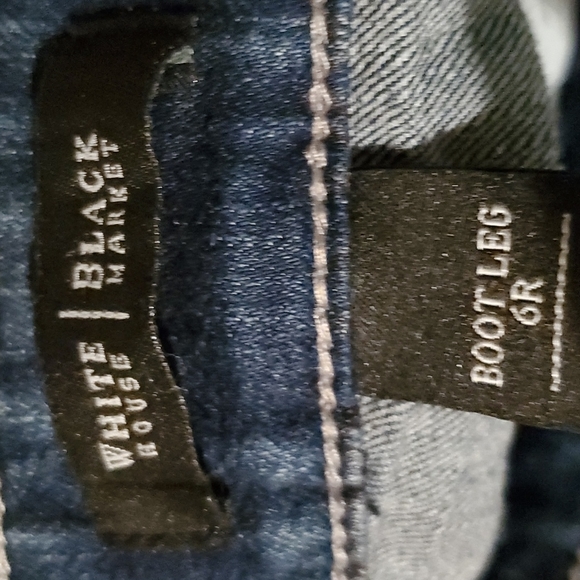 WHITE | BLACK
HOUSE MARKET
BOOT LEG
6R